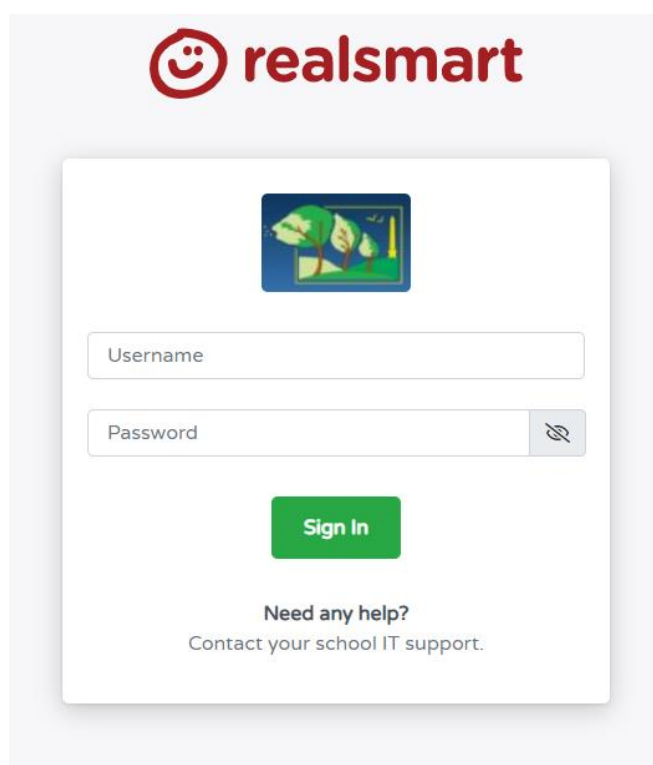 realsmart
Username
Password
Sign In
Need any help?
Contact your school IT support.